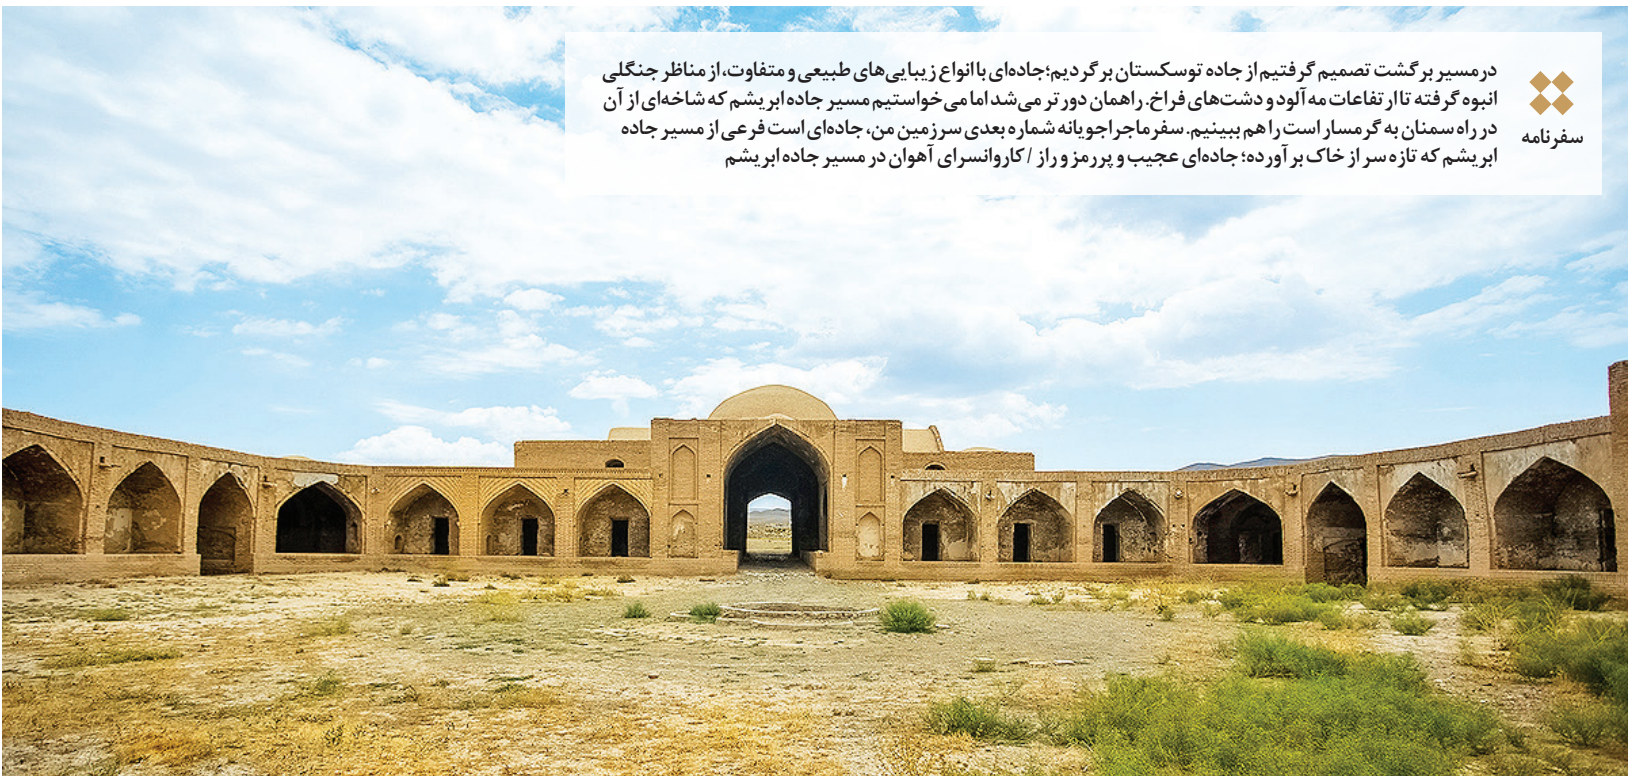 سفرنامه
در مسیر برگشت تصمیم گرفتیم از جاده توسکستان برگردیم؛ جاده‌ای با انواع زیبایی‌های طبیعی و متفاوت، از مناظر جنگلی
انبوه گرفته تا ارتفاعات مه‌آلود و دشت‌های فراخ. راهمان دورتر می‌شد اما می‌خواستیم مسیر جاده ابریشم که شاخه‌ای از آن
در راه سمنان به گرمسار است را هم ببینیم. سفر ماجراجویانه شماره بعدی سرزمین من، جاده‌ای است فرعی از مسیر جاده
ابریشم که تازه سر از خاک برآورده؛ جاده‌ای عجیب و پررمز و راز / کاروانسرای آهوان در مسیر جاده ابریشم